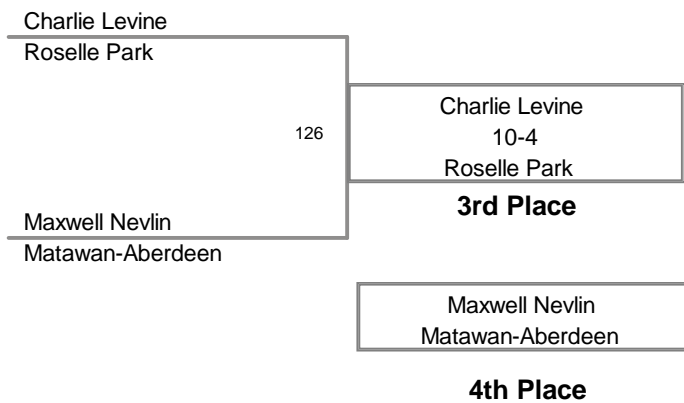 Charlie Levine
Roselle Park
126
Charlie Levine
10-4
Roselle Park
3rd Place
Maxwell Nevlin
Matawan-Aberdeen
Maxwell Nevlin
Matawan-Aberdeen
4th Place